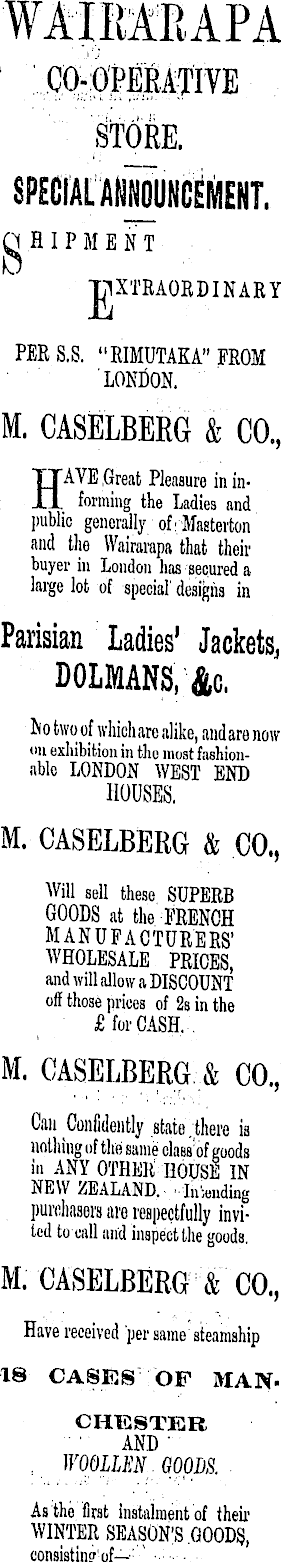 WAIRARAPA
CO-OPERATIVE
STORE.
SPECIAL ANNOUNCEMENT.
SHIPMENT
EXTRAORDINARY
PER S.S. "RIMUTAKA" FROM
LONDON.
M. CASELBERG & CO.,
HAVE Great Pleasure in in-
forming the Ladies and
public generally of Masterton
and the Wairarapa that their
buyer in London has secured a
large lot of special designs in
Parisian Ladies' Jackets,
DOLMANS, &c.
No two of which are alike, and are now
on exhibition in the most fashion-
able LONDON WEST END
HOUSES.
M. CASELBERG & CO.,
Will sell these SUPERB
GOODS at the FRENCH
MANUFACTURERS'
WHOLESALE PRICES,
and will allow a DISCOUNT
off those prices of 2s in the
£ for CASH.
M. CASELBERG & CO.,
Can Confidently state there is
nothing of the same class of goods
in ANY OTHER HOUSE IN
NEW ZEALAND. Intending
purchasers are respectfully invi-
ted to call and inspect the goods.
M. CASELBERG & CO.,
Have received per same steamship
18 CASES OF MAN-
CHESTER
AND
WOOLLEN GOODS.
As the first instalment of their
WINTER SEASON'S GOODS,
consisting of—